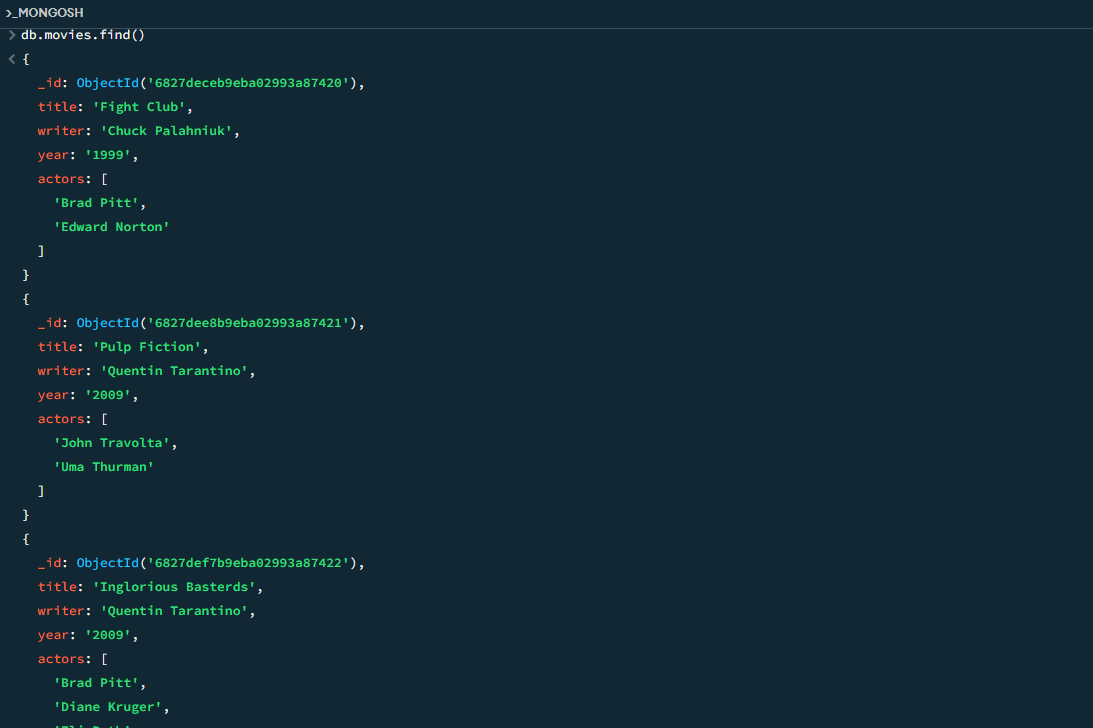 >_MONGOSH
> db.movies.find()
< {
_id: ObjectId('6827deceb9eba02993a87420'),
title: 'Fight Club',
writer: 'Chuck Palahniuk',
year: '1999',
actors: [
'Brad Pitt',
'Edward Norton'
]
}
{
_id: ObjectId('6827dee8b9eba02993a87421'),
title: 'Pulp Fiction',
writer: 'Quentin Tarantino',
year: '2009',
actors: [
'John Travolta',
'Uma Thurman'
]
}
{
_id: ObjectId('6827def7b9eba02993a87422'),
title: 'Inglorious Basterds',
writer: 'Quentin Tarantino',
year: '2009',
actors: [
'Brad Pitt',
'Diane Kruger',